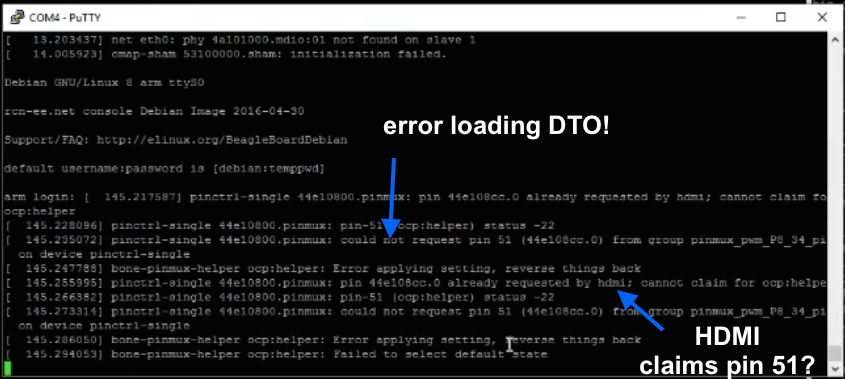 COM4 - PuTTY
[   13.203437] net eth0: phy 4a101000.mdio:01 not found on slave 1
[   14.005923] omap-sham 53100000.sham: initialization failed.
Debian GNU/Linux 8 arm ttyS0
rcn-ee.net console Debian Image 2016-04-30
error loading DTO!
Support/FAQ: http://elinux.org/BeagleBoardDebian
default username:password is [debian:temppwd]
arm login: [  145.217587] pinctrl-single 44e10800.pinmux: pin 44e108cc.0 already requested by hdmi; cannot claim for
ocp:helper
[  145.228096] pinctrl-single 44e10800.pinmux: pin-51 (ocp:helper) status -22
[  145.235072] pinctrl-single 44e10800.pinmux: could not request pin 51 (44e108cc.0) from group pinmux_pwm_P8_34_pi
on device pinctrl-single
[  145.247788] bone-pinmux-helper ocp:helper: Error applying setting, reverse things back
[  145.255995] pinctrl-single 44e10800.pinmux: pin 44e108cc.0 already requested by hdmi; cannot claim for ocp:helpe
[  145.266382] pinctrl-single 44e10800.pinmux: pin-51 (ocp:helper) status -22
[  145.273314] pinctrl-single 44e10800.pinmux: could not request pin 51 (44e108cc.0) from group pinmux_pwm_P8_34_pi
on device pinctrl-single
[  145.286050] bone-pinmux-helper ocp:helper: Error applying setting, reverse things back
[  145.294053] bone-pinmux-helper ocp:helper: Failed to select default state
HDMI
claims pin 51?